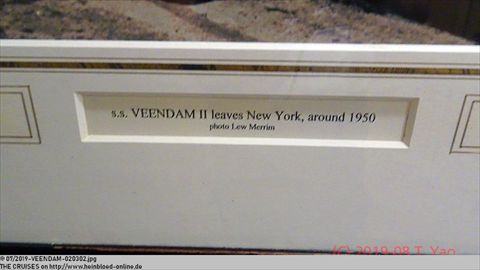 s.s. VEENDAM II leaves New York, around 1950
photo Lew Merrim
(C) 2019-08 T. Yao
© 07/2019-VEENDAM-020302.jpg
THE CRUISES on http://www.heinbloed-online.de